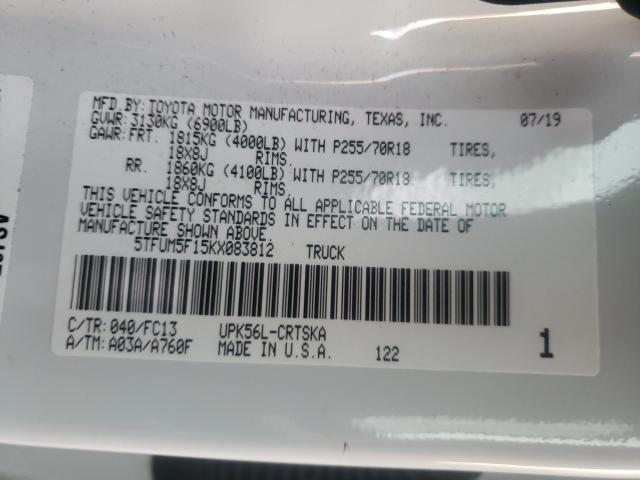 MFD.BY:TOYOTA MOTOR MANUFACTURING, TEXAS, INC. 07/19
GVWR:3130KG (6900LB)
GAWR:FRT. 1815KG (4000LB) WITH P255/70R18 TIRES,
18X8J RIMS.
RR. 1860KG (4100LB) WITH P255/70R18 TIRES,
18X8J RIMS.
THIS VEHICLE CONFORMS TO ALL APPLICABLE FEDERAL MOTOR
VEHICLE SAFETY STANDARDS IN EFFECT ON THE DATE OF
MANUFACTURE SHOWN ABOVE.
5TFUM5F15KX083812 TRUCK
C/TR:040/FC13 UPK56L-CRTSKA
A/TM:A03A/A760F MADE IN U.S.A. 122 1